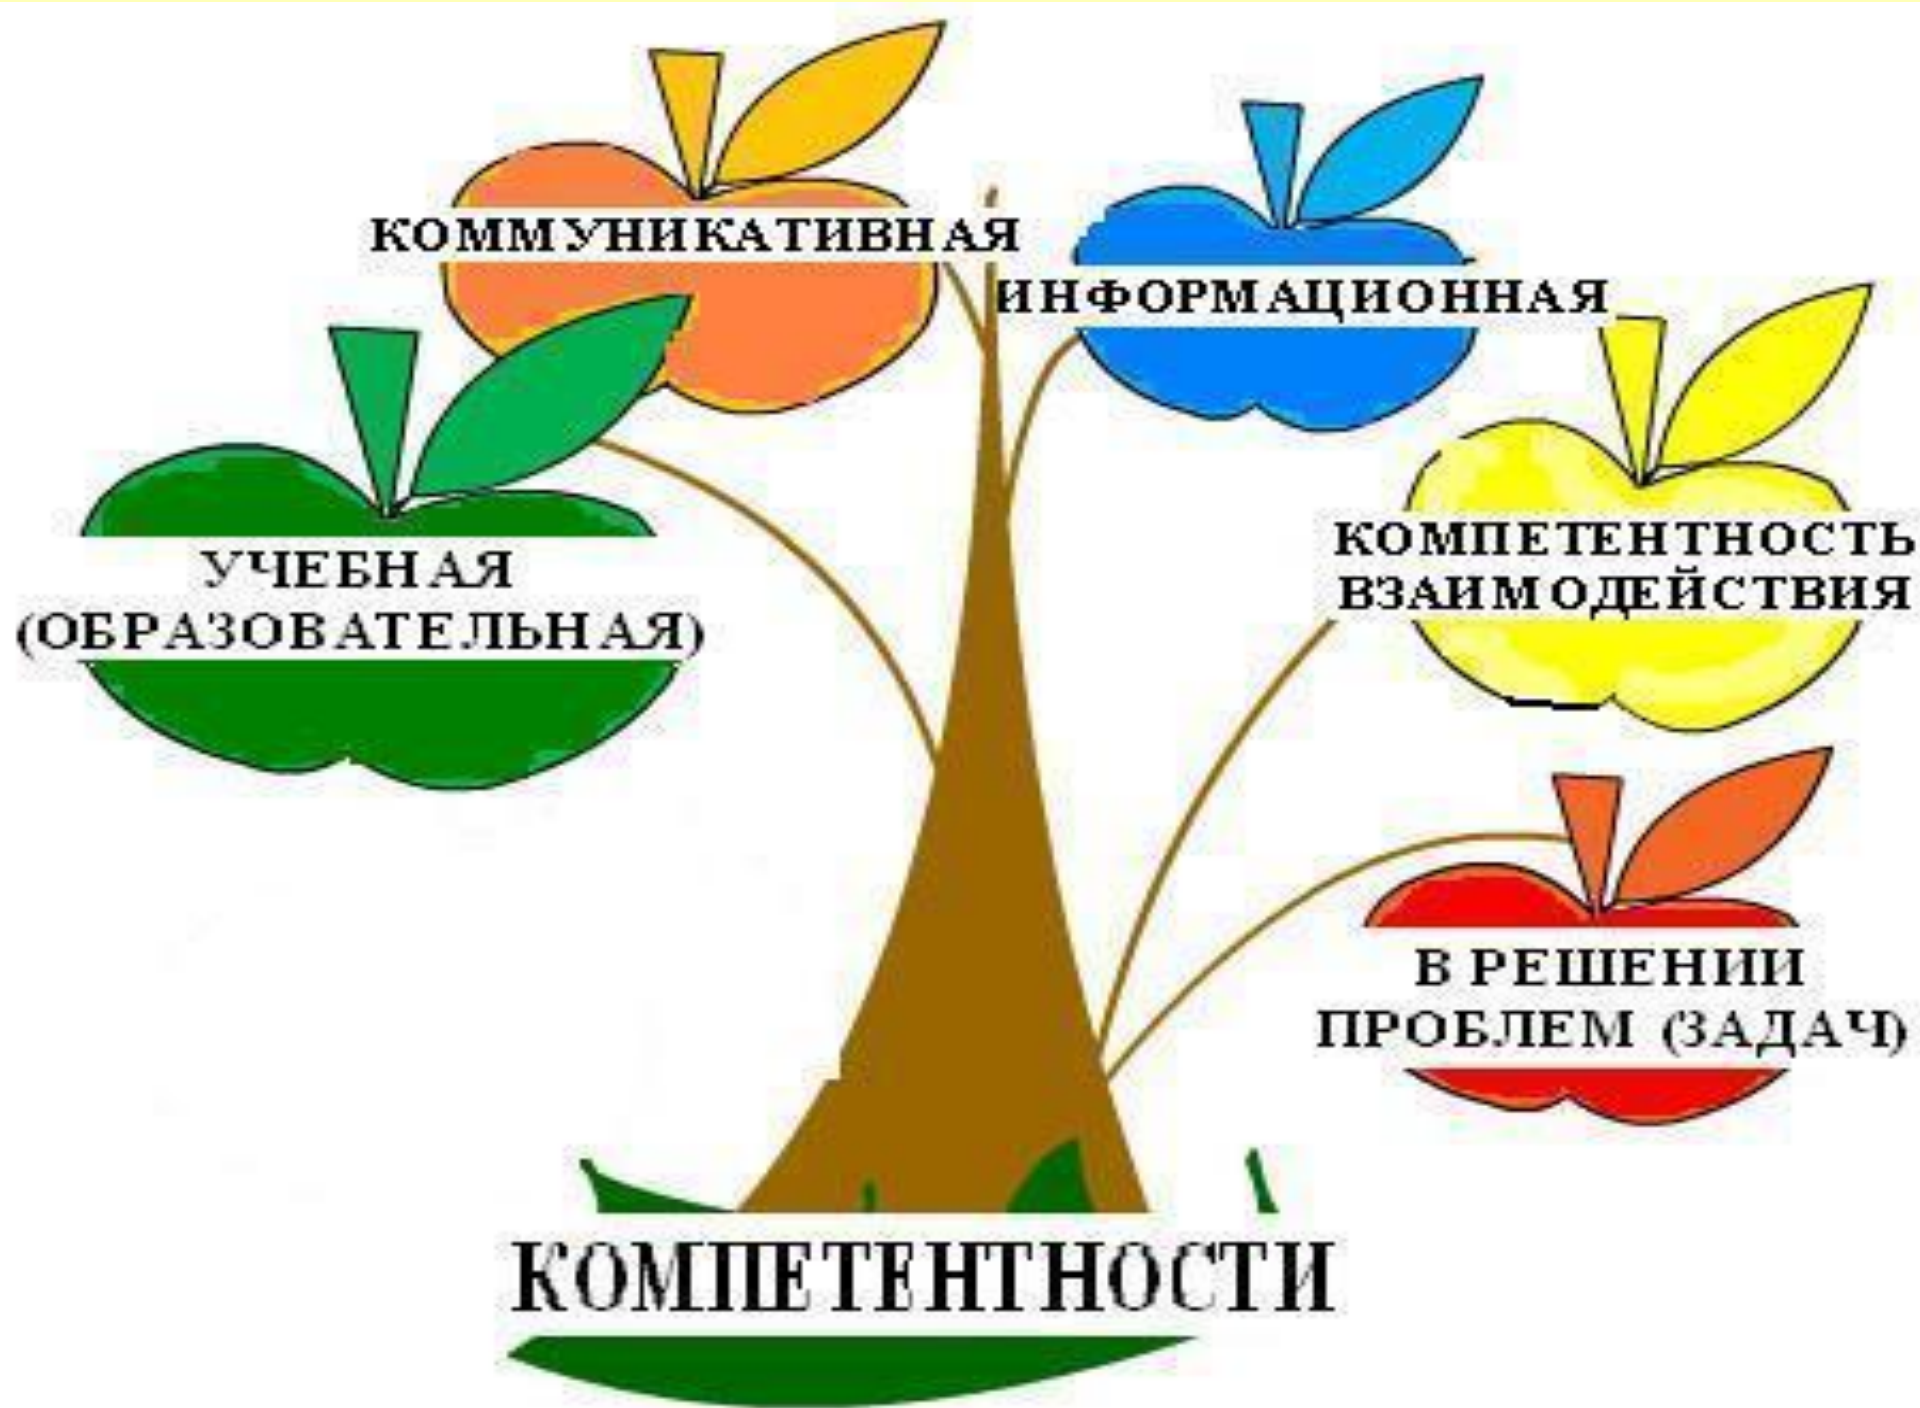 КОММУНИКАТИВНАЯ
ИНФОРМАЦИОННАЯ
УЧЕБНАЯ
(ОБРАЗОВАТЕЛЬНАЯ)
КОМПЕТЕНТНОСТЬ
ВЗАИМОДЕЙСТВИЯ
В РЕШЕНИИ
ПРОБЛЕМ (ЗАДАЧ)
КОМПЕТЕНТНОСТИ